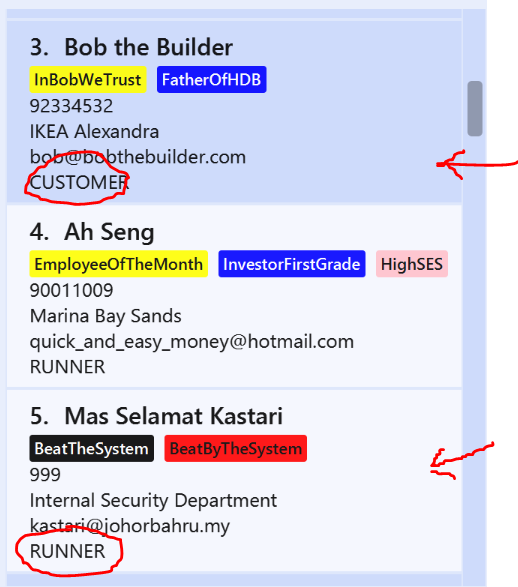 3. Bob the Builder
InBobWeTrust FatherOfHDB
92334532
IKEA Alexandra
bob@bobthebuilder.com
CUSTOMER
4. Ah Seng
EmployeeOfTheMonth InvestorFirstGrade HighSES
90011009
Marina Bay Sands
quick_and_easy_money@hotmail.com
RUNNER
5. Mas Selamat Kastari
BeatTheSystem BeatByTheSystem
999
Internal Security Department
kastari@johorbahru.my
RUNNER